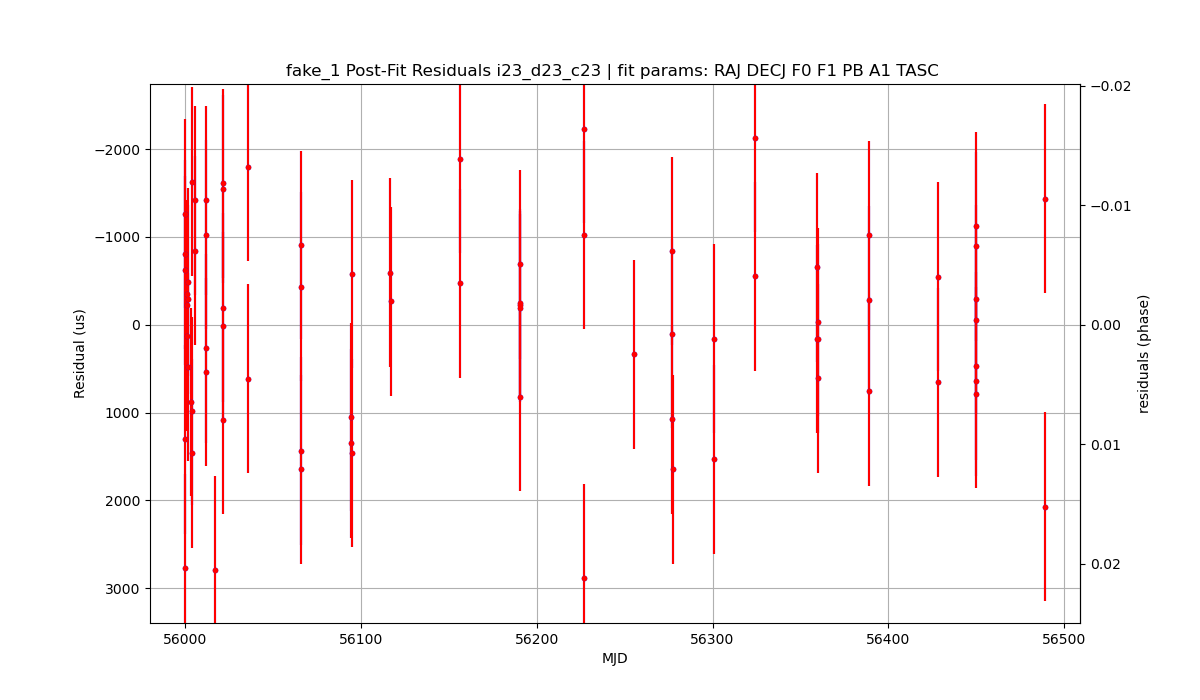 fake_1 Post-Fit Residuals i23_d23_c23 | fit params: RAJ DECJ F0 F1 PB A1 TASC
Residual (us)
−2000
−1000
0
1000
2000
3000
−0.02
−0.01
0.00
0.01
0.02
residuals (phase)
56000 56100 56200 56300 56400 56500
MJD